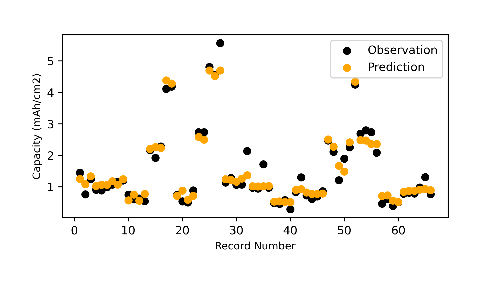 Observation
Prediction
Capacity (mAh/cm2)
5
4
3
2
1
0 10 20 30 40 50 60
Record Number